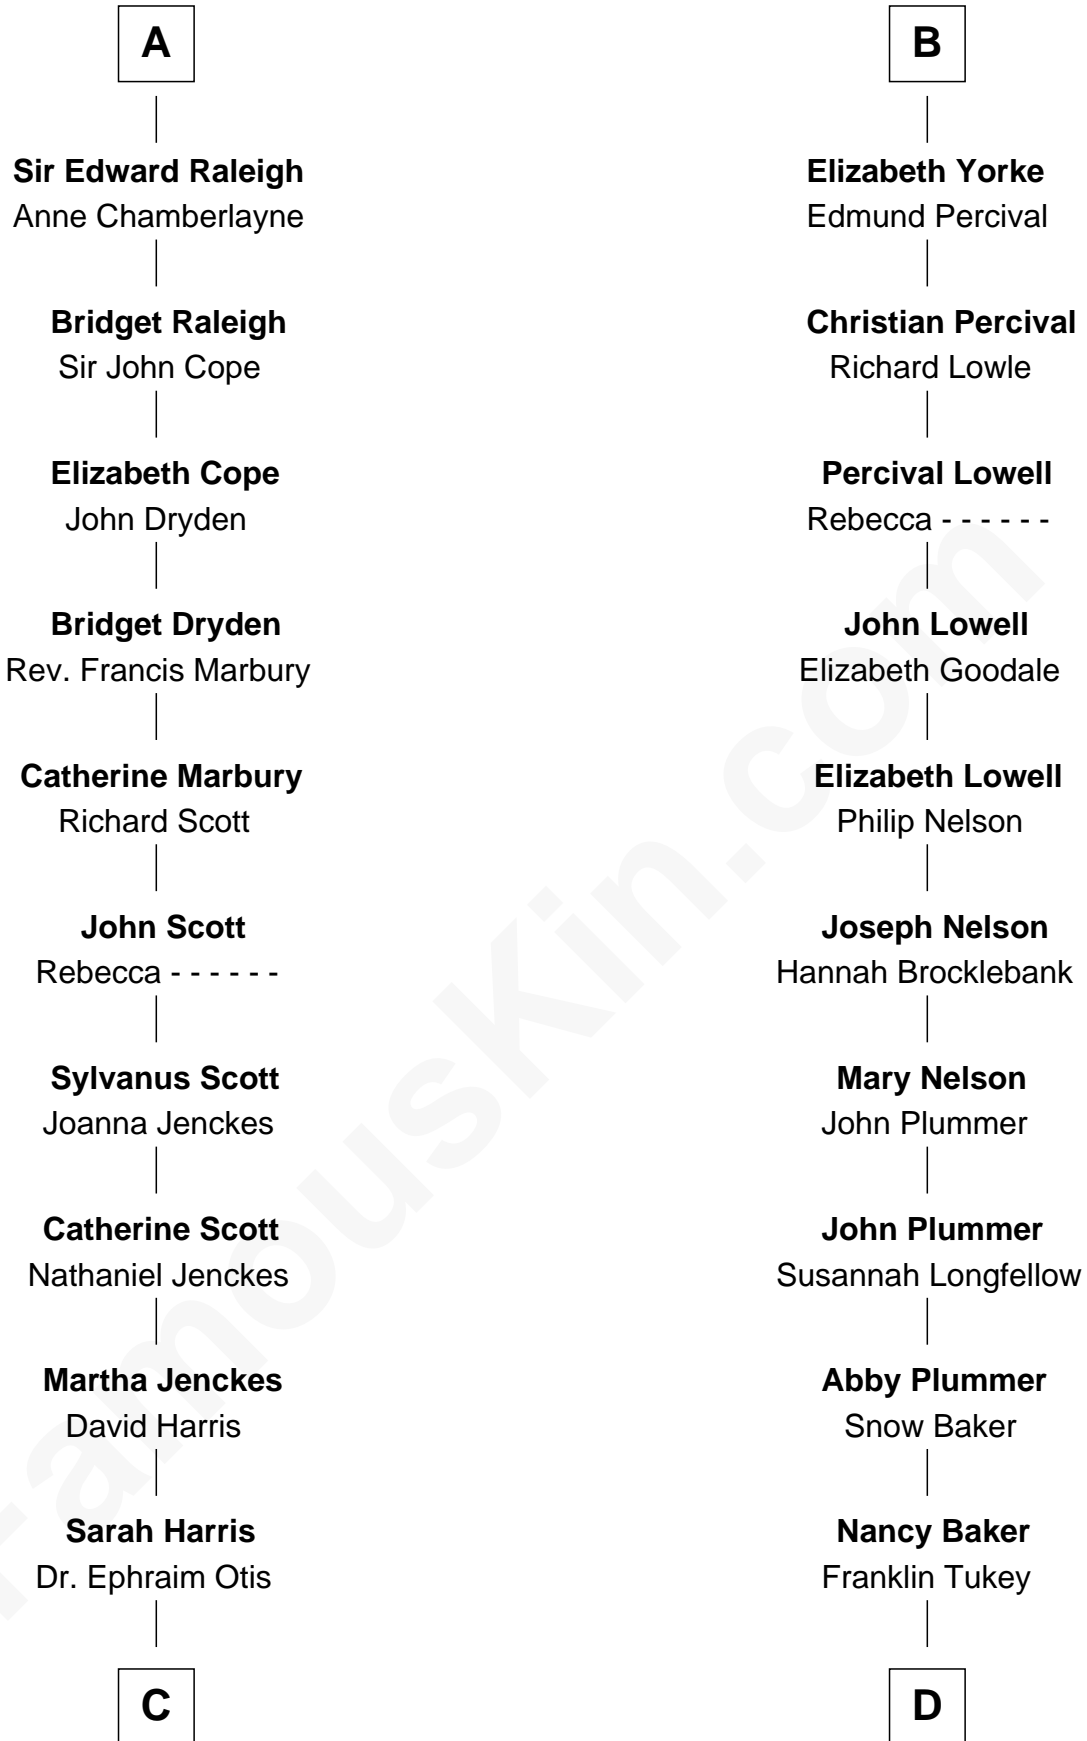 A
Sir Edward Raleigh
Anne Chamberlayne
Bridget Raleigh
Sir John Cope
Elizabeth Cope
John Dryden
Bridget Dryden
Rev. Francis Marbury
Catherine Marbury
Richard Scott
John Scott
Rebecca - - - - - -
Sylvanus Scott
Joanna Jenckes
Catherine Scott
Nathaniel Jenckes
Martha Jenckes
David Harris
Sarah Harris
Dr. Ephraim Otis
C
B
Elizabeth Yorke
Edmund Percival
Christian Percival
Richard Lowle
Percival Lowell
Rebecca - - - - - -
John Lowell
Elizabeth Goodale
Elizabeth Lowell
Philip Nelson
Joseph Nelson
Hannah Brocklebank
Mary Nelson
John Plummer
John Plummer
Susannah Longfellow
Abby Plummer
Snow Baker
Nancy Baker
Franklin Tukey
D
FamousKin.com